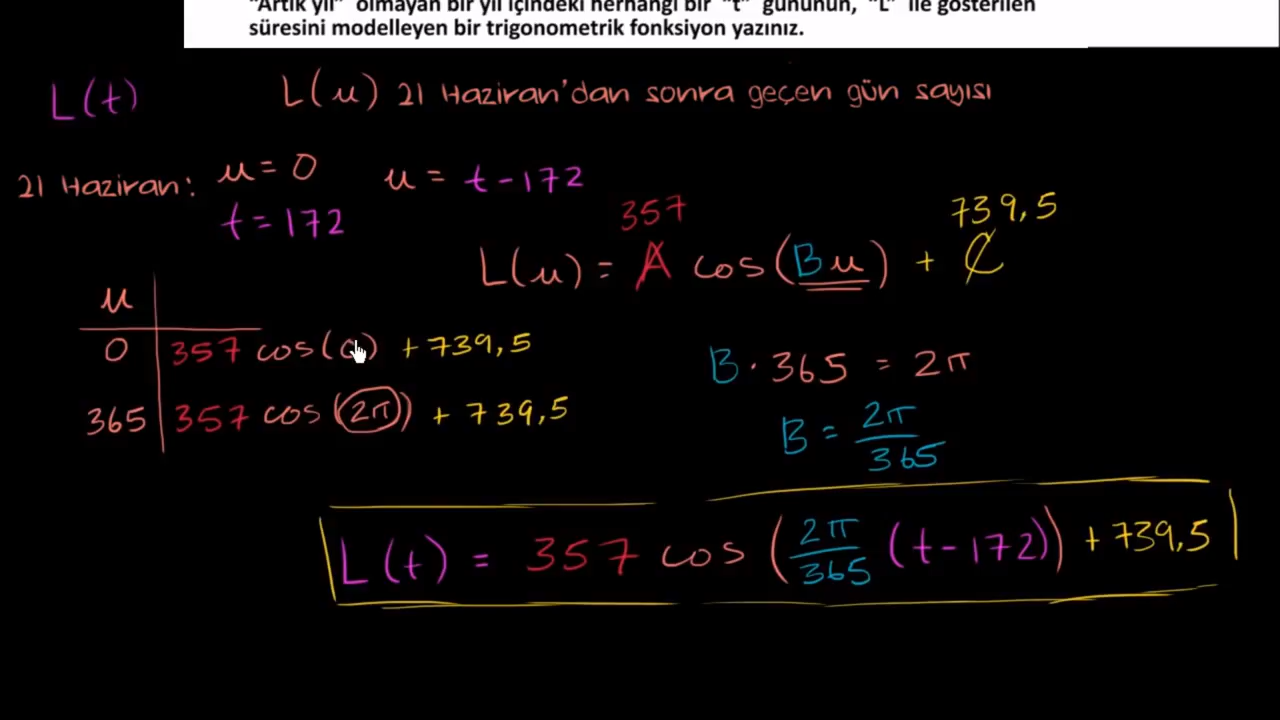 "Artık yıl" olmayan bir yıl içindeki herhangi bir "t" gününün, "L" ile gösterilen
süresini modelleyen bir trigonometrik fonksiyon yazınız.
L(t) L(u) 21 Haziran'dan sonra geçen gün sayısı
21 Haziran: u = 0 u = t - 172
t = 172
357 739,5
L(u) = A cos(Bu) + C
u
0 357 cos(0) + 739,5
B · 365 = 2π
365 357 cos(2π) + 739,5
B = 2π/365
L(t) = 357 cos(2π/365 (t - 172)) + 739,5